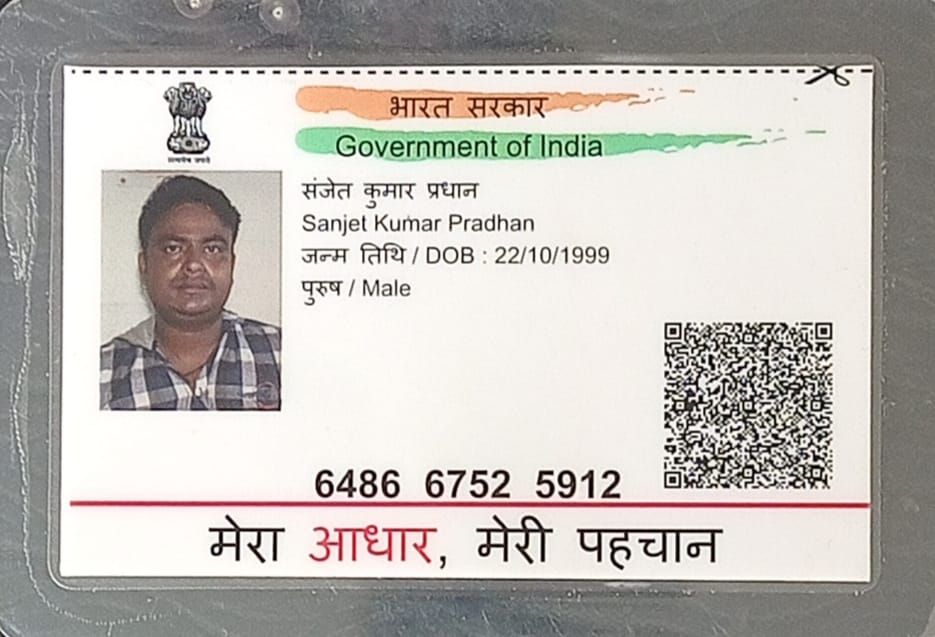 भारत सरकार
Government of India
सत्यमेव जयते
संजेत कुमार प्रधान
Sanjet Kumar Pradhan
जन्म तिथि / DOB : 22/10/1999
पुरुष / Male
6486 6752 5912
मेरा आधार, मेरी पहचान